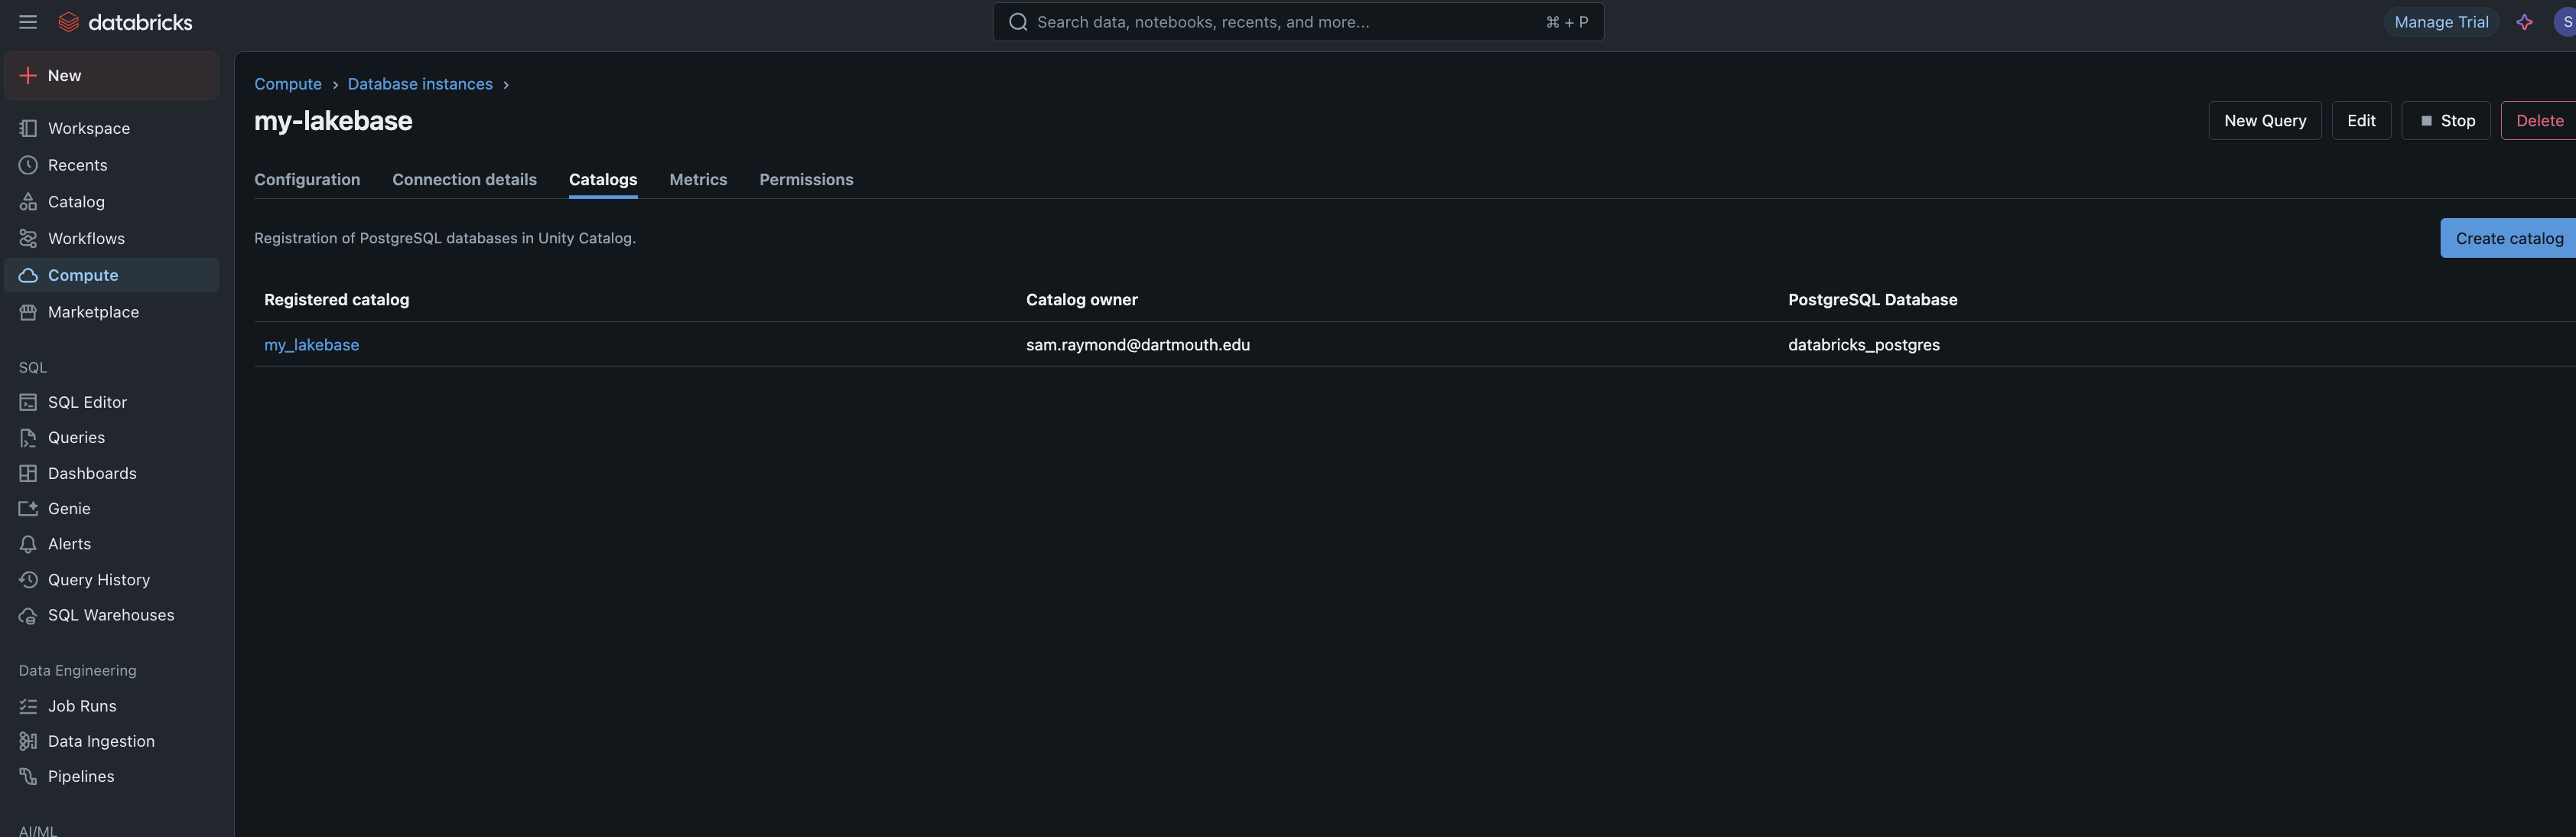 databricks
Search data, notebooks, recents, and more...
⌘ + P
Manage Trial
S
New
Workspace
Recents
Catalog
Workflows
Compute
Marketplace
SQL
SQL Editor
Queries
Dashboards
Genie
Alerts
Query History
SQL Warehouses
Data Engineering
Job Runs
Data Ingestion
Pipelines
AI/ML
Compute › Database instances ›
my-lakebase
New Query
Edit
Stop
Delete
Configuration Connection details Catalogs Metrics Permissions
Registration of PostgreSQL databases in Unity Catalog.
Create catalog
Registered catalog Catalog owner PostgreSQL Database
my_lakebase sam.raymond@dartmouth.edu databricks_postgres